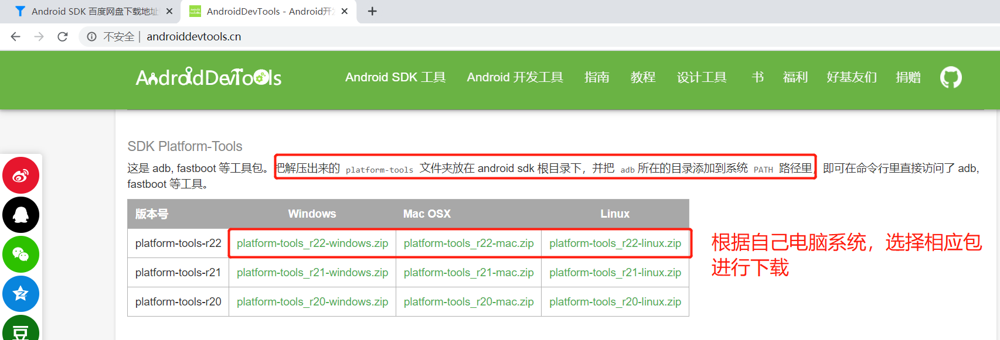 Android SDK 百度网盘下载地址
AndroidDevTools - Android开
不安全 | androiddevtools.cn
AndroidDevTools
Android SDK 工具 Android 开发工具 指南 教程 设计工具 书 福利 好基友们 捐赠
SDK Platform-Tools
这是 adb, fastboot 等工具包。把解压出来的 platform-tools 文件夹放在 android sdk 根目录下，并把 adb 所在的目录添加到系统 PATH 路径里，即可在命令行里直接访问了 adb,
fastboot 等工具。
版本号 Windows Mac OSX Linux
platform-tools-r22 platform-tools_r22-windows.zip platform-tools_r22-mac.zip platform-tools_r22-linux.zip
platform-tools-r21 platform-tools_r21-windows.zip platform-tools_r21-mac.zip platform-tools_r21-linux.zip
platform-tools-r20 platform-tools_r20-windows.zip platform-tools_r20-mac.zip platform-tools_r20-linux.zip
根据自己电脑系统，选择相应包
进行下载
豆